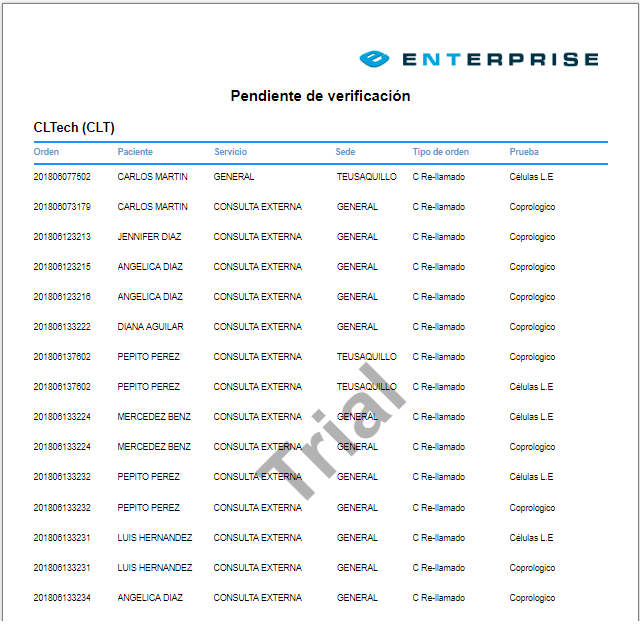 ENTERPRISE
Pendiente de verificación
CLTech (CLT)
Orden Paciente Servicio Sede Tipo de orden Prueba
201806077602 CARLOS MARTIN GENERAL TEUSAQUILLO C Re-llamado Células L.E
201806073179 CARLOS MARTIN CONSULTA EXTERNA GENERAL C Re-llamado Coprologico
201806123213 JENNIFER DIAZ CONSULTA EXTERNA GENERAL C Re-llamado Coprologico
201806123215 ANGELICA DIAZ CONSULTA EXTERNA GENERAL C Re-llamado Coprologico
201806123216 ANGELICA DIAZ CONSULTA EXTERNA GENERAL C Re-llamado Coprologico
201806133222 DIANA AGUILAR CONSULTA EXTERNA GENERAL C Re-llamado Coprologico
201806137602 PEPITO PEREZ CONSULTA EXTERNA TEUSAQUILLO C Re-llamado Coprologico
201806137602 PEPITO PEREZ CONSULTA EXTERNA TEUSAQUILLO C Re-llamado Células L.E
201806133224 MERCEDEZ BENZ CONSULTA EXTERNA GENERAL C Re-llamado Células L.E
201806133224 MERCEDEZ BENZ CONSULTA EXTERNA GENERAL C Re-llamado Coprologico
201806133232 PEPITO PEREZ CONSULTA EXTERNA GENERAL C Re-llamado Células L.E
201806133232 PEPITO PEREZ CONSULTA EXTERNA GENERAL C Re-llamado Coprologico
201806133231 LUIS HERNANDEZ CONSULTA EXTERNA GENERAL C Re-llamado Células L.E
201806133231 LUIS HERNANDEZ CONSULTA EXTERNA GENERAL C Re-llamado Coprologico
201806133234 ANGELICA DIAZ CONSULTA EXTERNA GENERAL C Re-llamado Coprologico
Trial